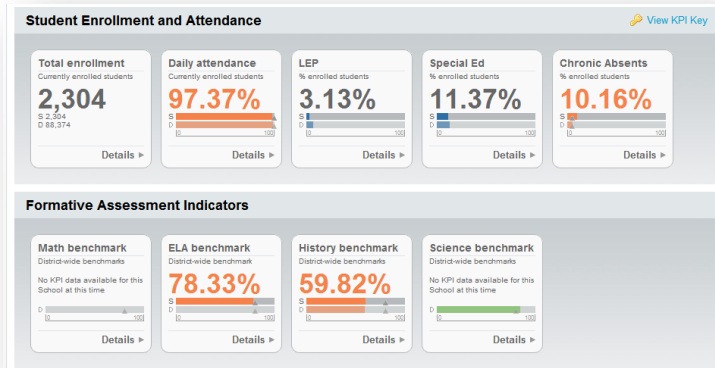 Student Enrollment and Attendance
View KPI Key
Total enrollment
Currently enrolled students
2,304
S 2,304
D 88,374
Details
Daily attendance
Currently enrolled students
97.37%
S
D
0 100
Details
LEP
% enrolled students
3.13%
S
D
0 100
Details
Special Ed
% enrolled students
11.37%
S
D
0 100
Details
Chronic Absents
% enrolled students
10.16%
S
D
0 100
Details
Formative Assessment Indicators
Math benchmark
District-wide benchmarks
No KPI data available for this
School at this time
D
0 100
Details
ELA benchmark
District-wide benchmarks
78.33%
S
D
0 100
Details
History benchmark
District-wide benchmarks
59.82%
S
D
0 100
Details
Science benchmark
District-wide benchmarks
No KPI data available for this
School at this time
D
0 100
Details